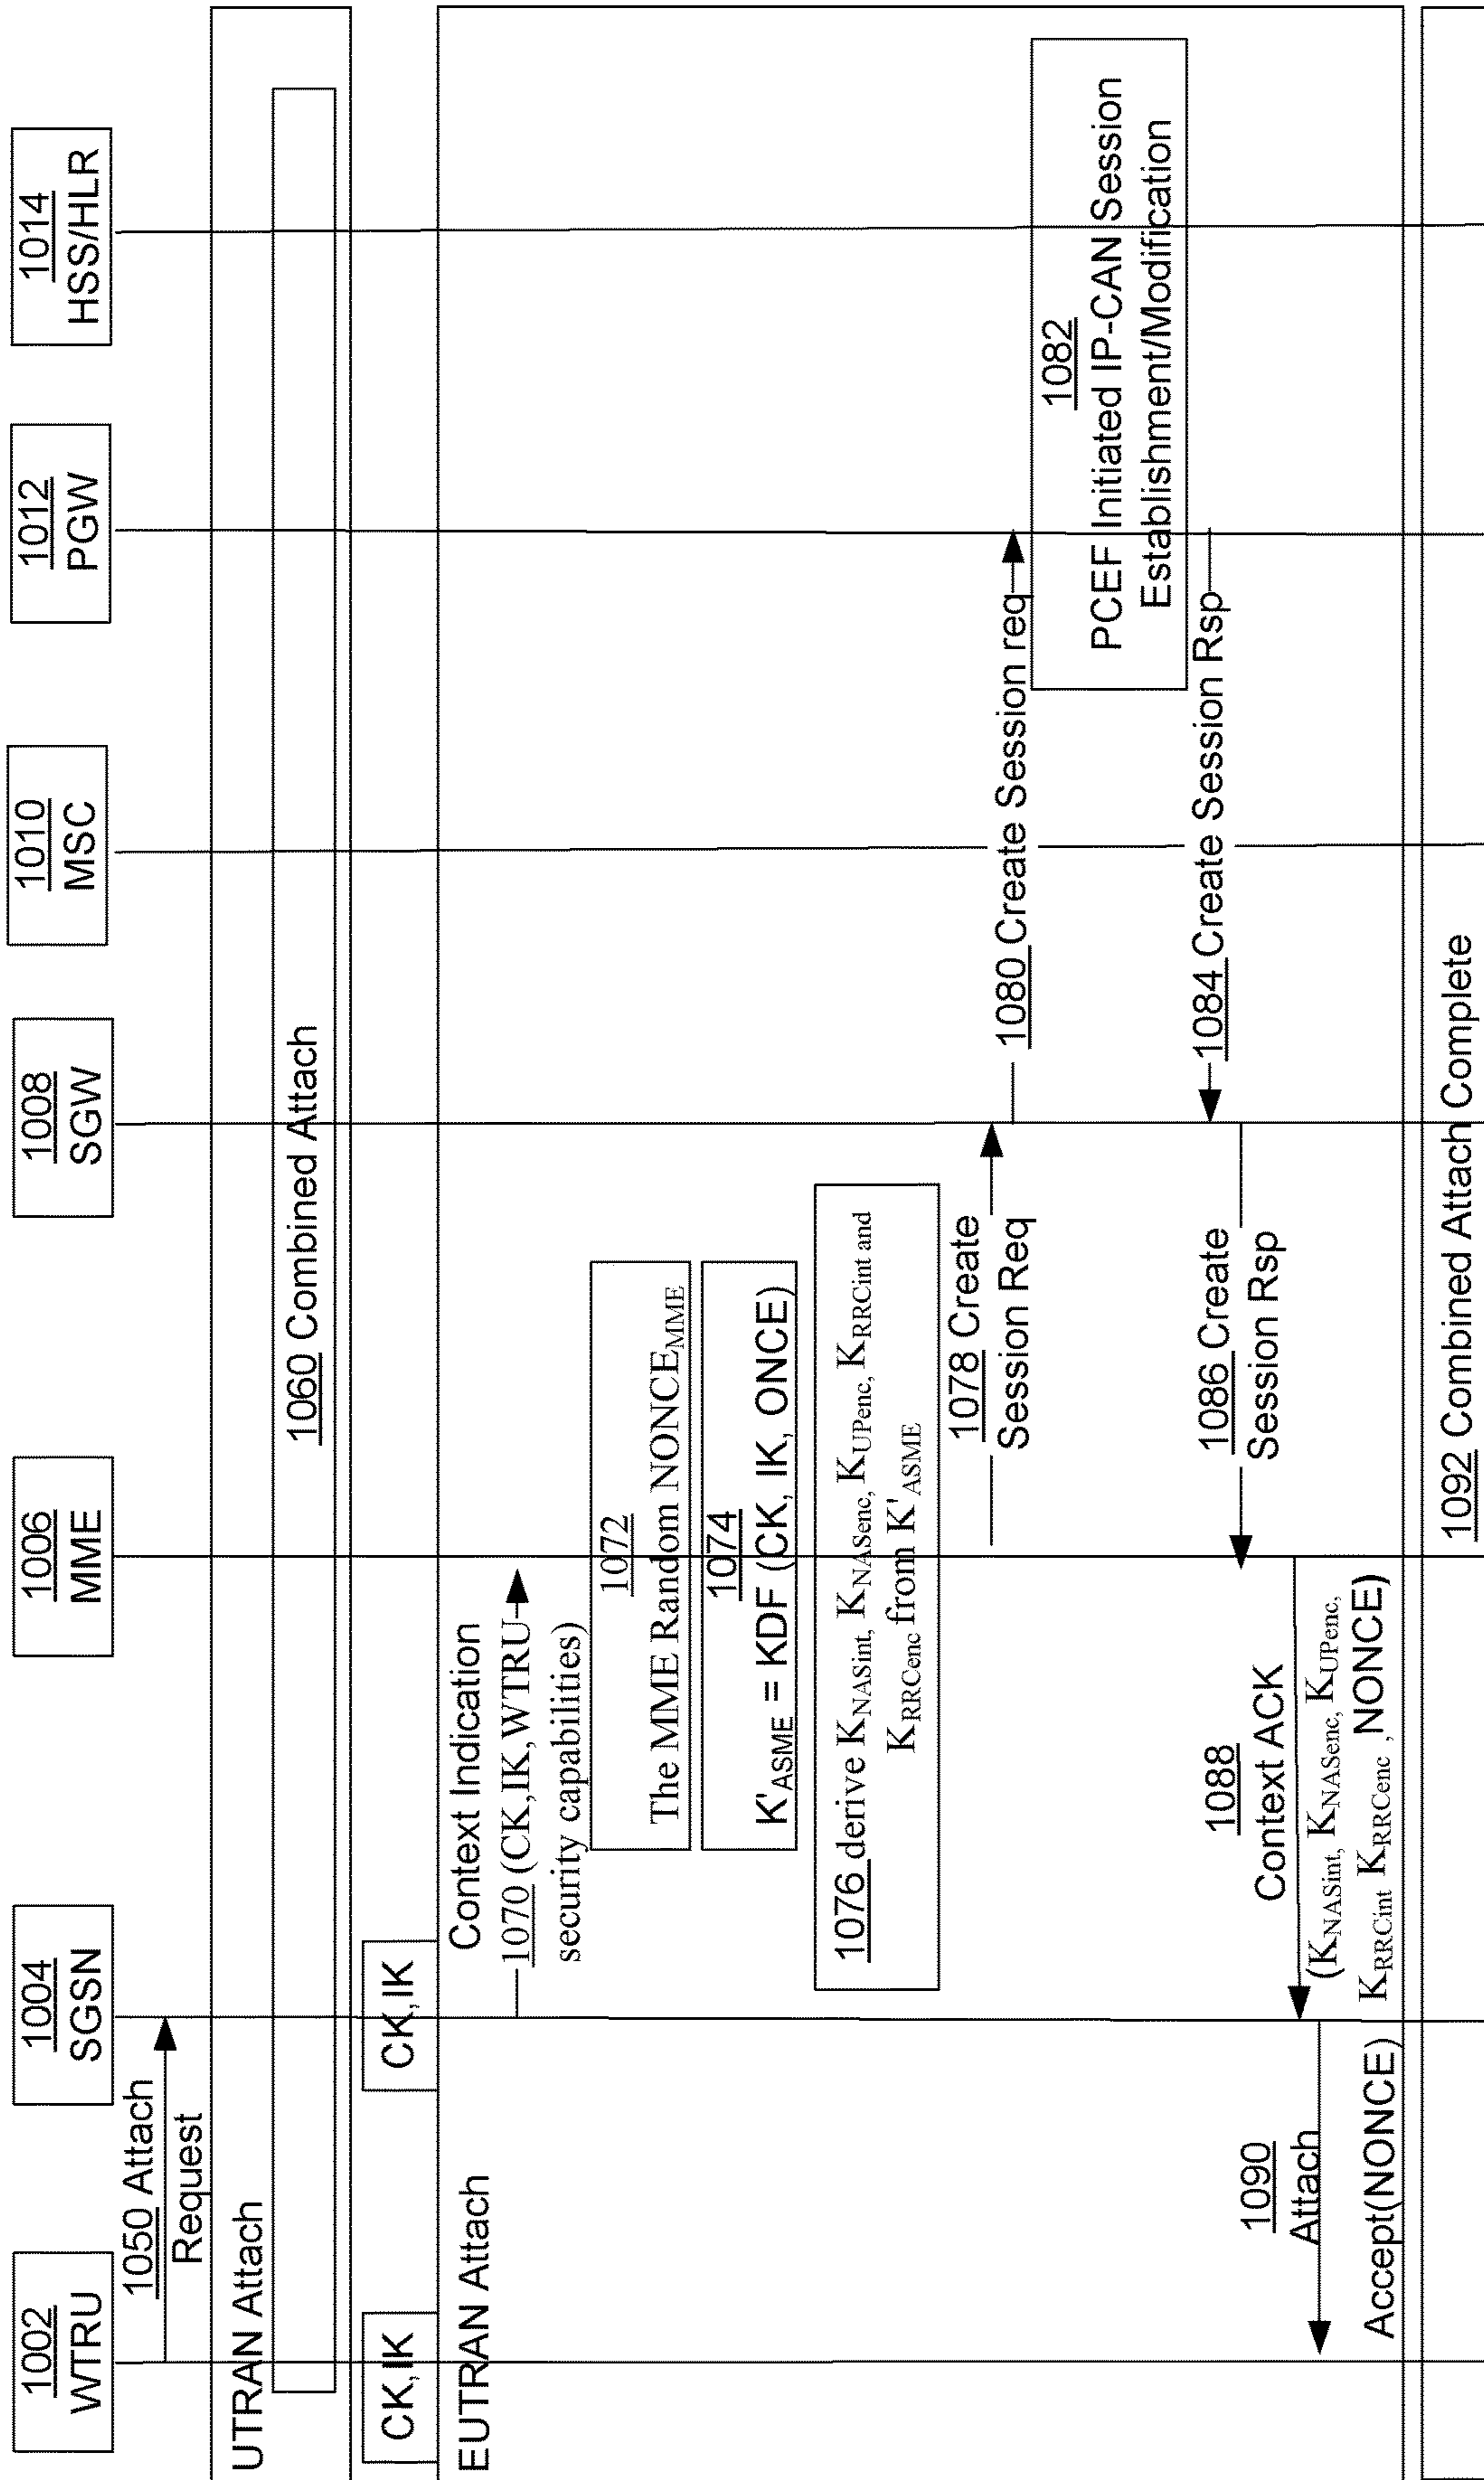 1002
WTRU
1004
SGSN
1006
MME
1008
SGW
1010
MSC
1012
PGW
1014
HSS/HLR
1050 Attach
Request
UTRAN Attach
1060 Combined Attach
CK,IK
CK,IK
EUTRAN Attach
Context Indication
1070 (CK,IK,WTRU
security capabilities)
1072
The MME Random NONCEMME
1074
K'ASME = KDF (CK, IK, ONCE)
1076 derive KNASint, KNASenc, KUPenc, KRRCint and
KRRCenc from K'ASME
1078 Create
Session Req
1080 Create Session req
1082
PCEF Initiated IP-CAN Session
Establishment/Modification
1084 Create Session Rsp
1086 Create
Session Rsp
1088
Context ACK
(KNASint, KNASenc, KUPenc,
KRRCint KRRCenc ,NONCE)
1090
Attach
Accept(NONCE)
1092 Combined Attach Complete